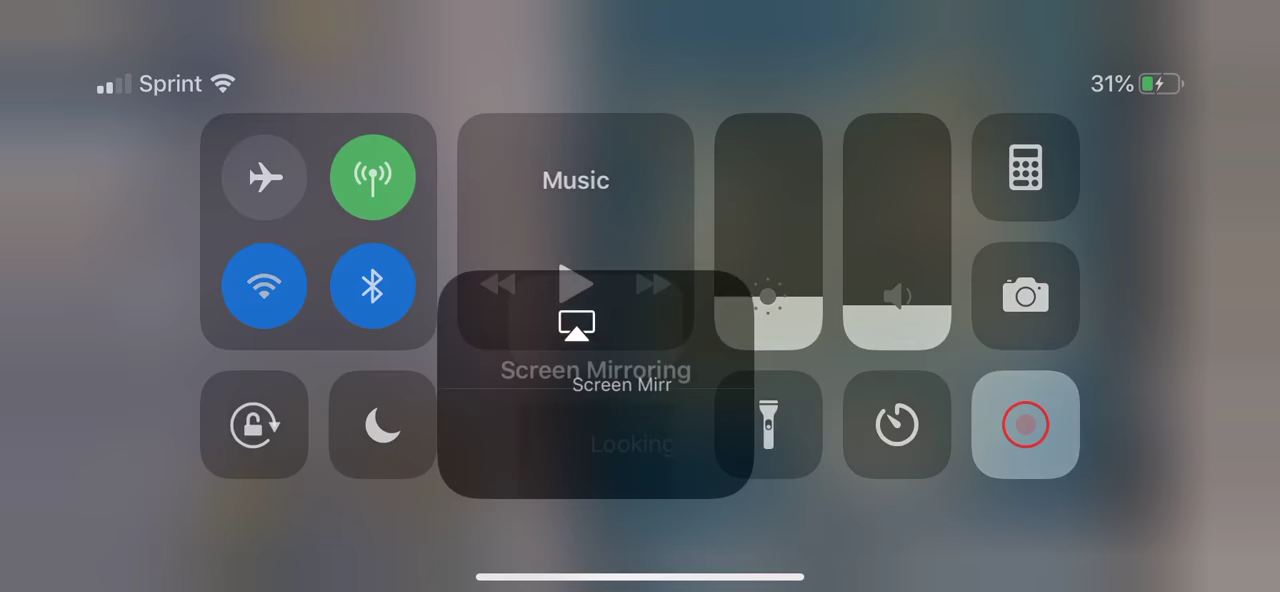 Sprint
31%
Music
Screen Mirroring
Screen Mirr
Looking